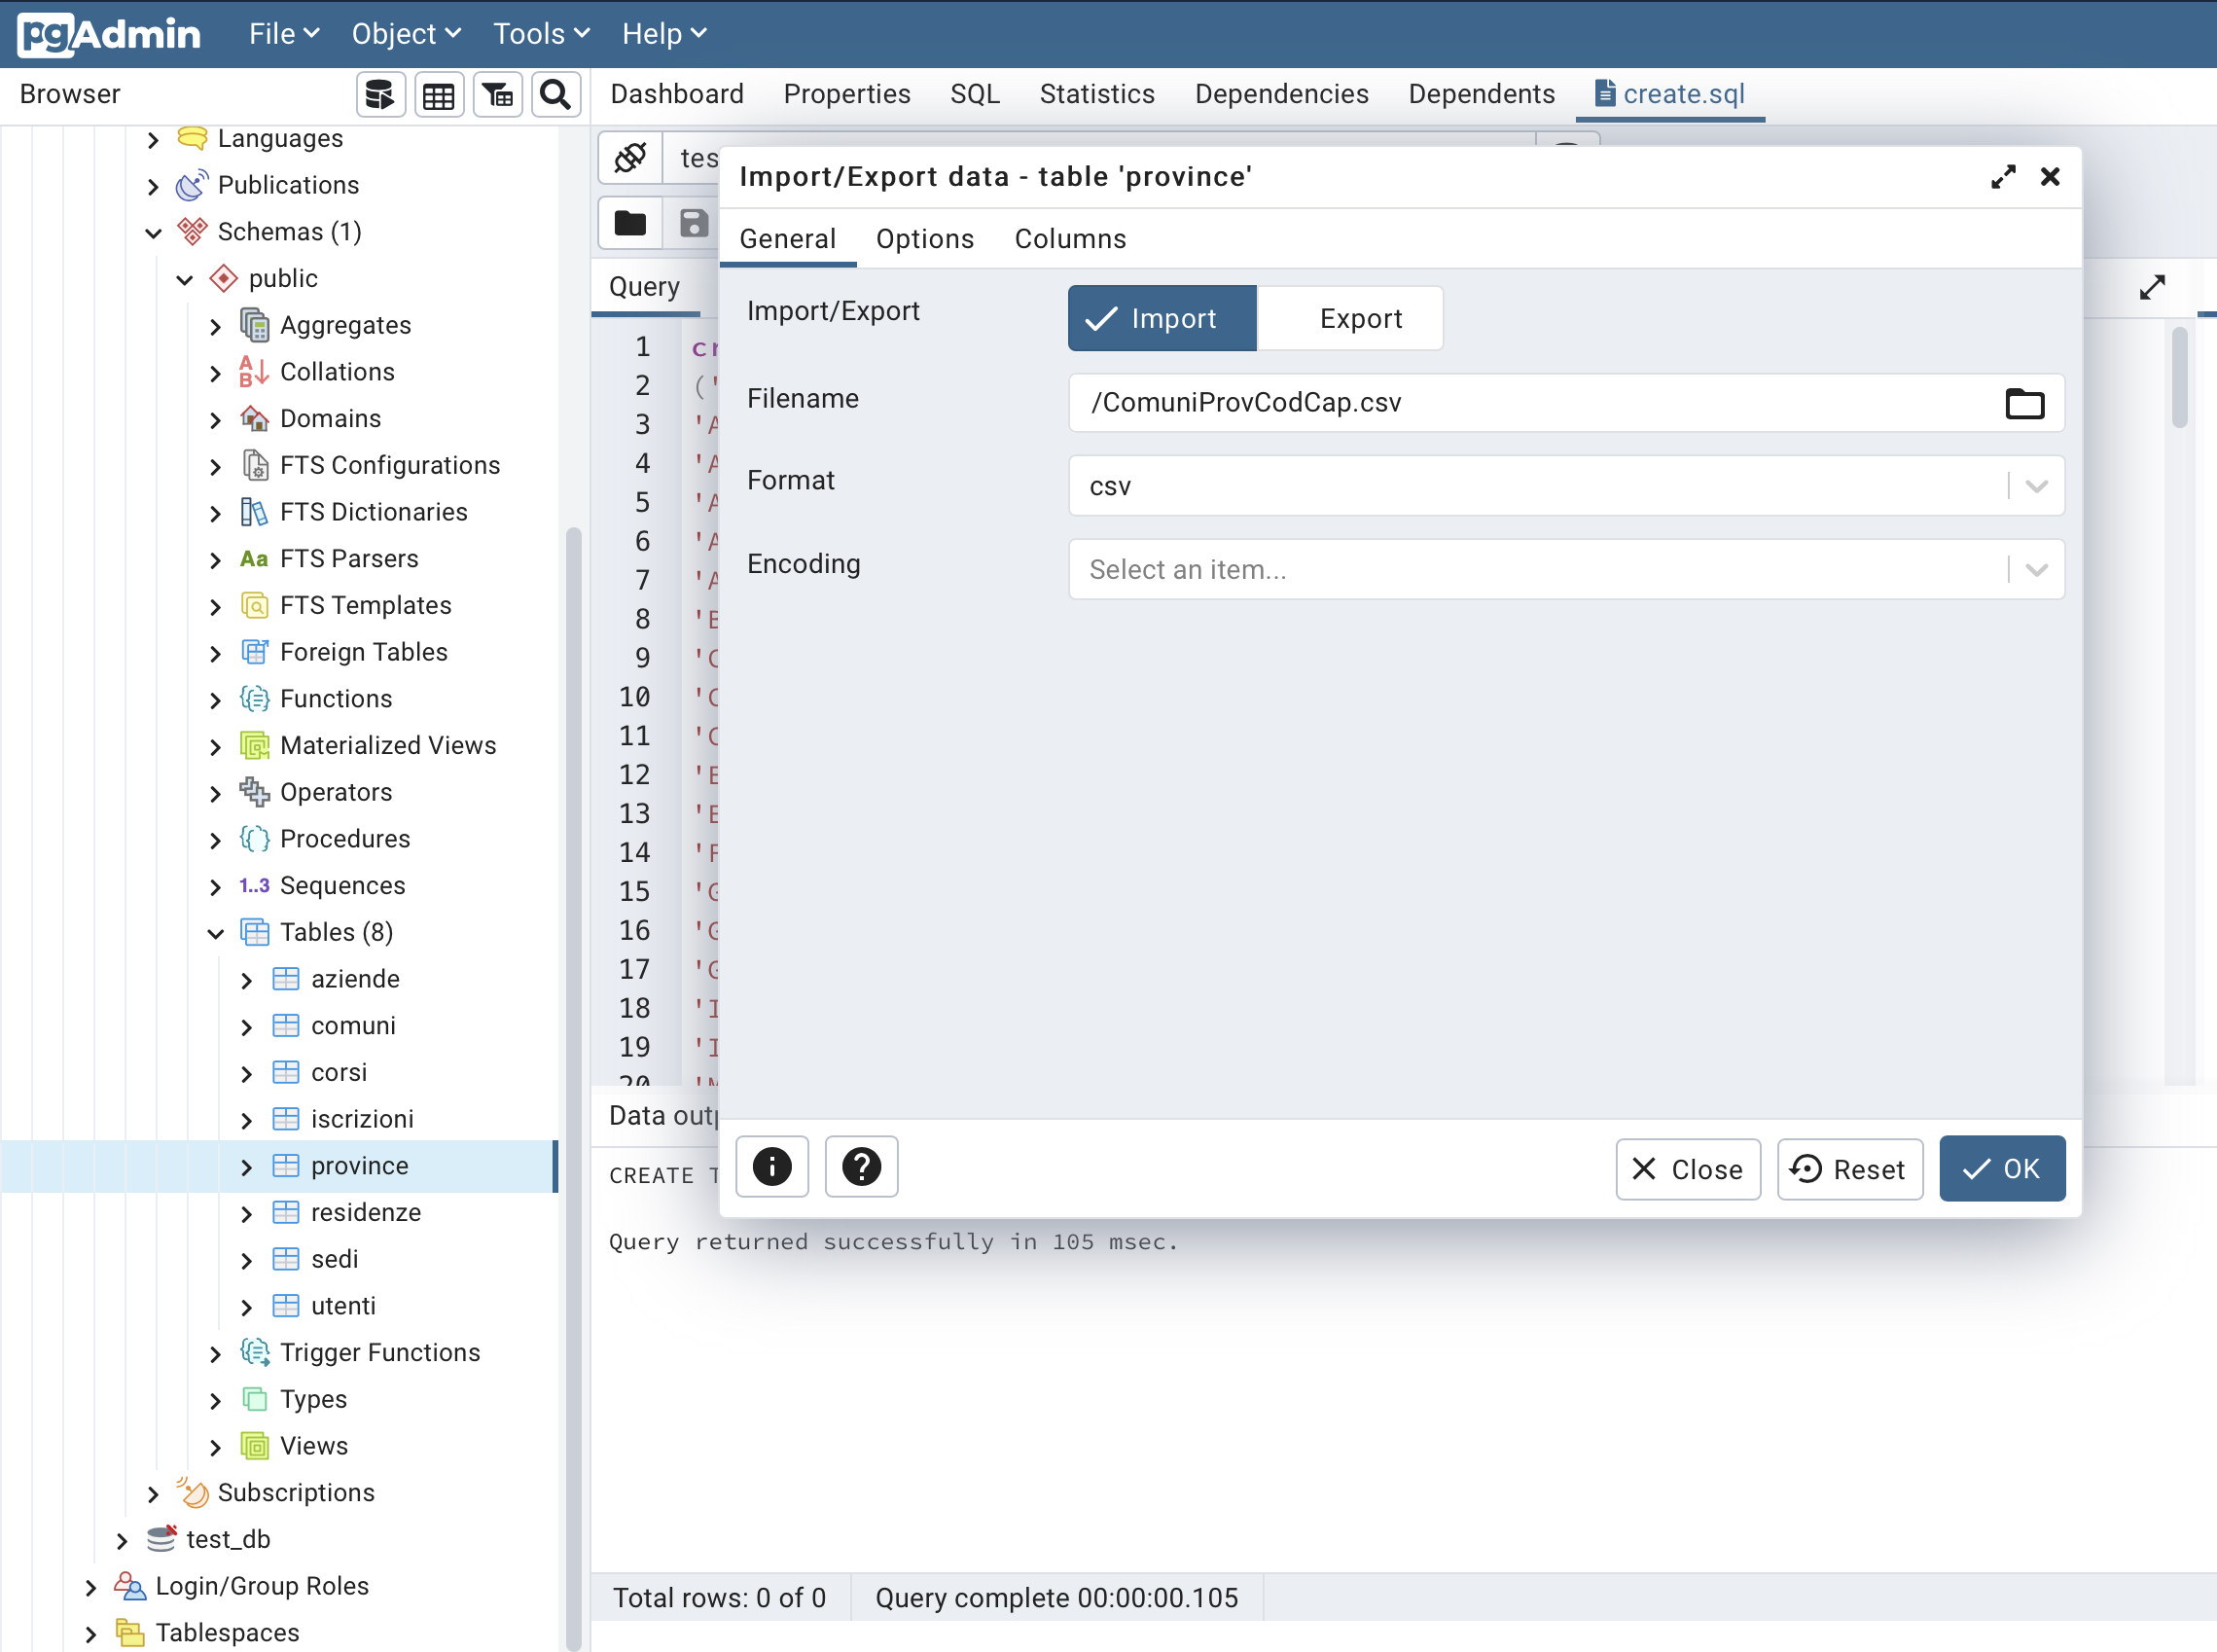 pgAdmin File Object Tools Help
Browser
Dashboard Properties SQL Statistics Dependencies Dependents create.sql
Languages
Publications
Schemas (1)
public
Aggregates
Collations
Domains
FTS Configurations
FTS Dictionaries
Aa FTS Parsers
FTS Templates
Foreign Tables
Functions
Materialized Views
Operators
Procedures
1..3 Sequences
Tables (8)
aziende
comuni
corsi
iscrizioni
province
residenze
sedi
utenti
Trigger Functions
Types
Views
Subscriptions
test_db
Login/Group Roles
Tablespaces
tes
Query
1 cr
2 ('
3 'A
4 'A
5 'A
6 'A
7 'A
8
9
10
11
12
13
14
15
16
17
18
19
20
Import/Export data - table 'province'
General Options Columns
Import/Export Import Export
Filename /ComuniProvCodCap.csv
Format csv
Encoding Select an item...
Close Reset OK
Data out
CREATE T
Query returned successfully in 105 msec.
Total rows: 0 of 0 Query complete 00:00:00.105